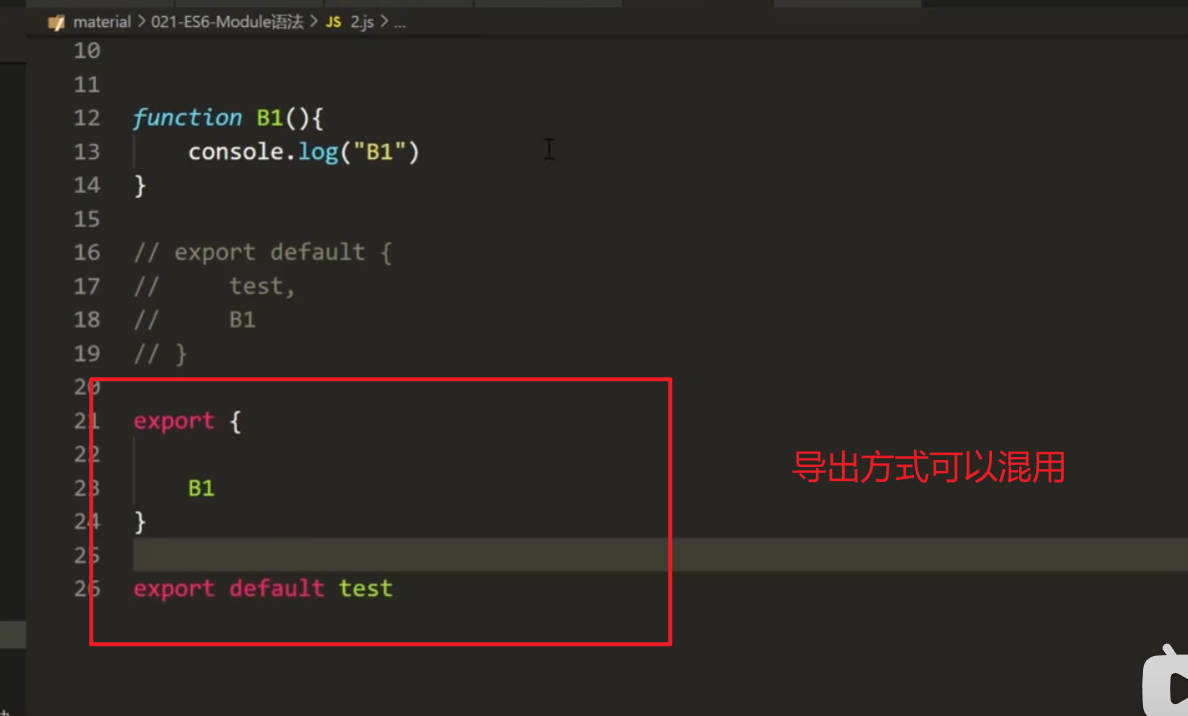 material > 021-ES6-Module语法 > JS 2.js > ...
10
11
12 function B1(){
13 console.log("B1")
14 }
15
16 // export default {
17 // test,
18 // B1
19 // }
20
21 export {
22
23 B1
24 }
25
26 export default test
导出方式可以混用